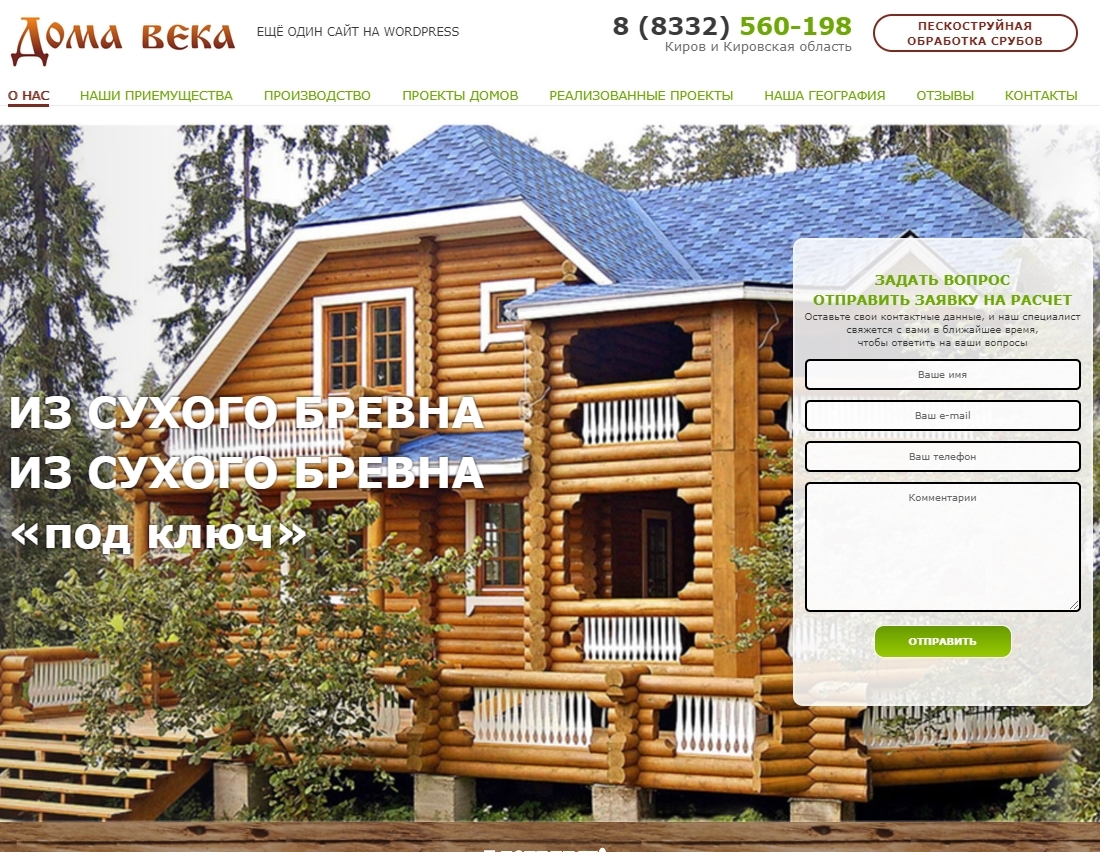 Дома века
ЕЩЁ ОДИН САЙТ НА WORDPRESS
8 (8332) 560-198
Киров и Кировская область
ПЕСКОСТРУЙНАЯ
ОБРАБОТКА СРУБОВ
О НАС НАШИ ПРИЕМУЩЕСТВА ПРОИЗВОДСТВО ПРОЕКТЫ ДОМОВ РЕАЛИЗОВАННЫЕ ПРОЕКТЫ НАША ГЕОГРАФИЯ ОТЗЫВЫ КОНТАКТЫ
ИЗ СУХОГО БРЕВНА
ИЗ СУХОГО БРЕВНА
«под ключ»
ЗАДАТЬ ВОПРОС
ОТПРАВИТЬ ЗАЯВКУ НА РАСЧЕТ
Оставьте свои контактные данные, и наш специалист
свяжется с вами в ближайшее время,
чтобы ответить на ваши вопросы
Ваше имя
Ваш e-mail
Ваш телефон
Комментарии
ОТПРАВИТЬ